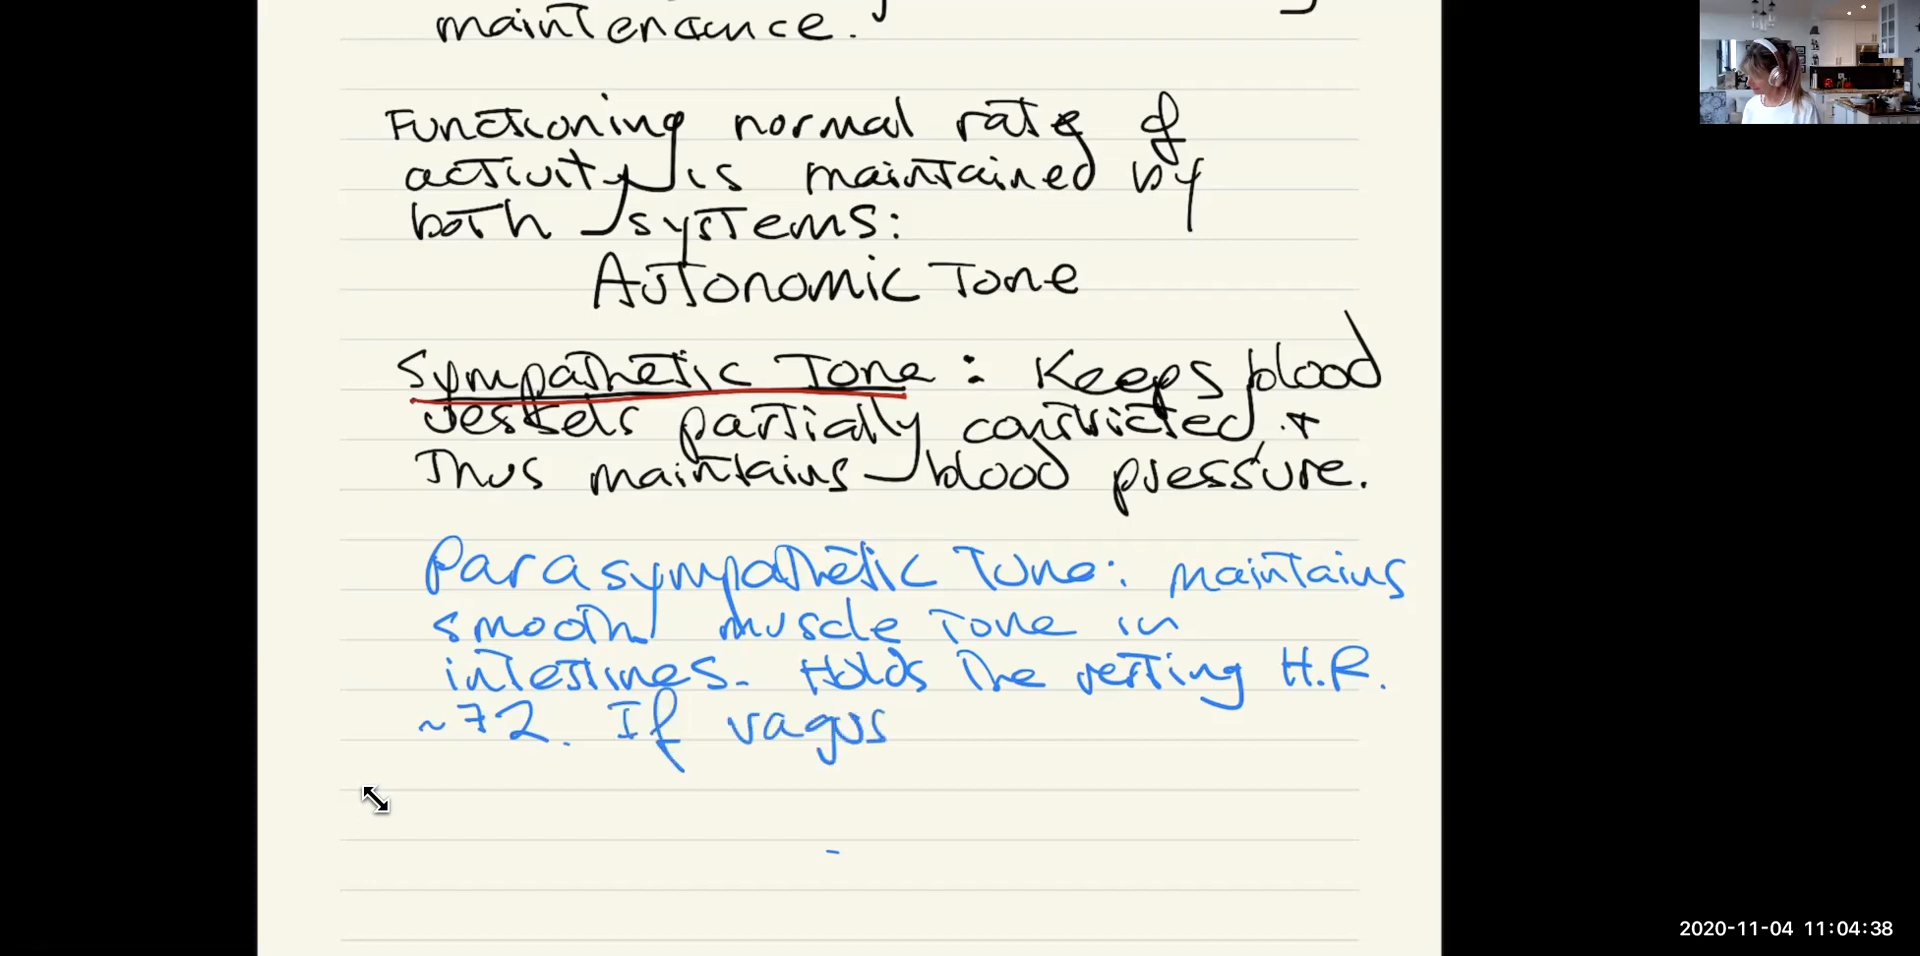 maintenance.
Functioning normal rate of
activity is maintained by
both systems:
Autonomic Tone
Sympathetic Tone : Keeps blood
vessels partially constricted +
Thus maintains blood pressure.
Parasympathetic Tone: maintains
smooth muscle Tone in
intestines. Holds The resting H.R.
~72. If vagus
2020-11-04 11:04:38